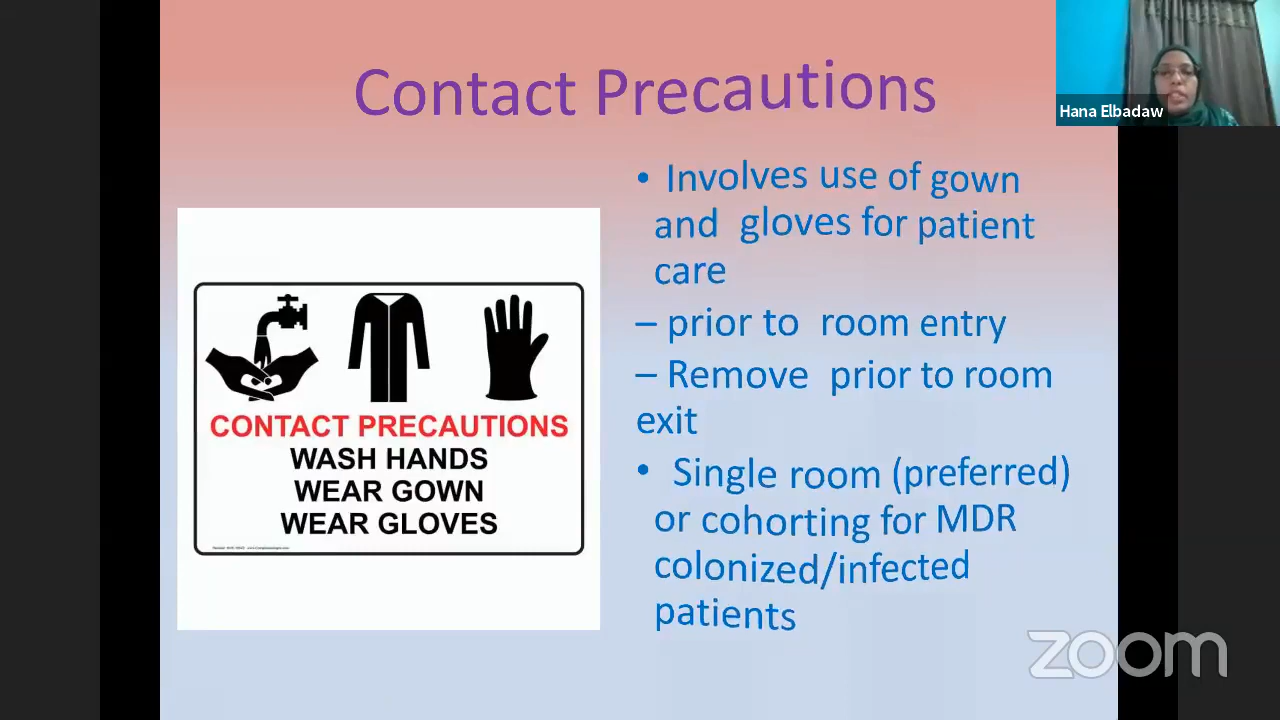 Contact Precautions
Hana Elbadaw
• Involves use of gown
and gloves for patient
care
– prior to room entry
– Remove prior to room
exit
• Single room (preferred)
or cohorting for MDR
colonized/infected
patients
CONTACT PRECAUTIONS
WASH HANDS
WEAR GOWN
WEAR GLOVES
zoom